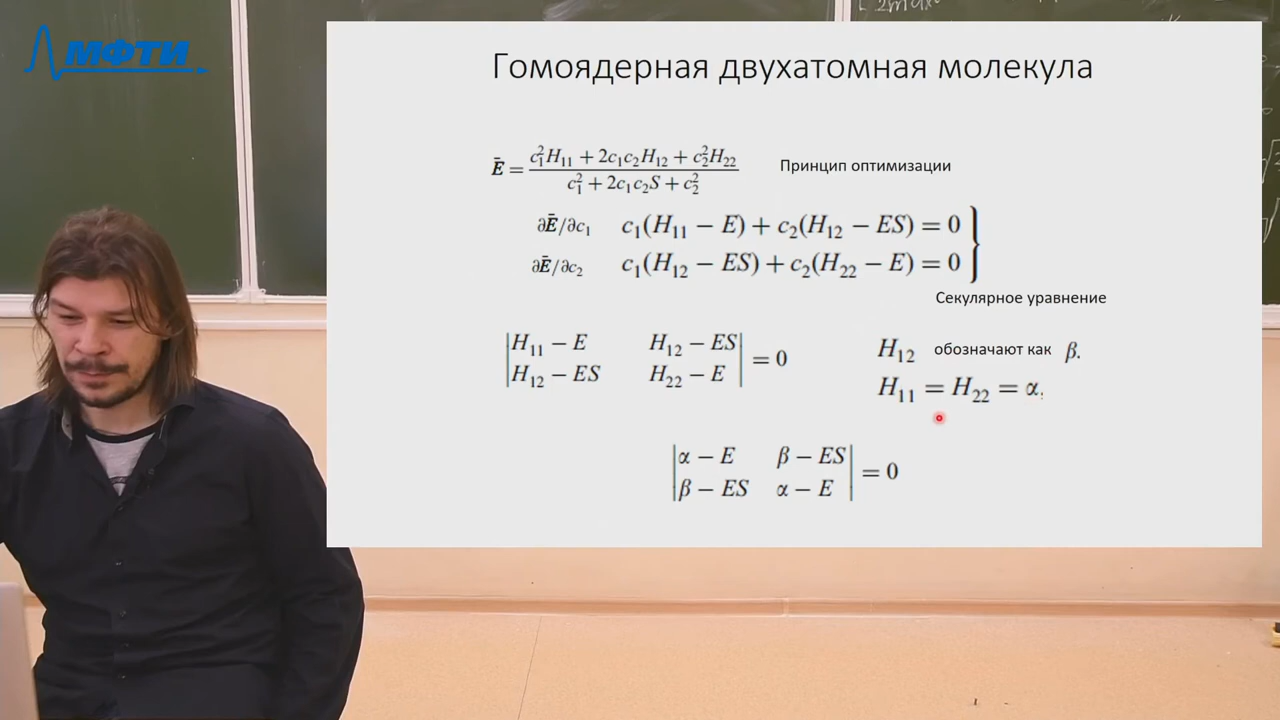 МФТИ
Гомоядерная двухатомная молекула
Ē = (c₁²H₁₁ + 2c₁c₂H₁₂ + c₂²H₂₂) / (c₁² + 2c₁c₂S + c₂²) Принцип оптимизации
∂Ē/∂c₁ c₁(H₁₁ − E) + c₂(H₁₂ − ES) = 0
∂Ē/∂c₂ c₁(H₁₂ − ES) + c₂(H₂₂ − E) = 0
Секулярное уравнение
|H₁₁ − E H₁₂ − ES|
|H₁₂ − ES H₂₂ − E| = 0
H₁₂ обозначают как β.
H₁₁ = H₂₂ = α,
|α − E β − ES|
|β − ES α − E| = 0